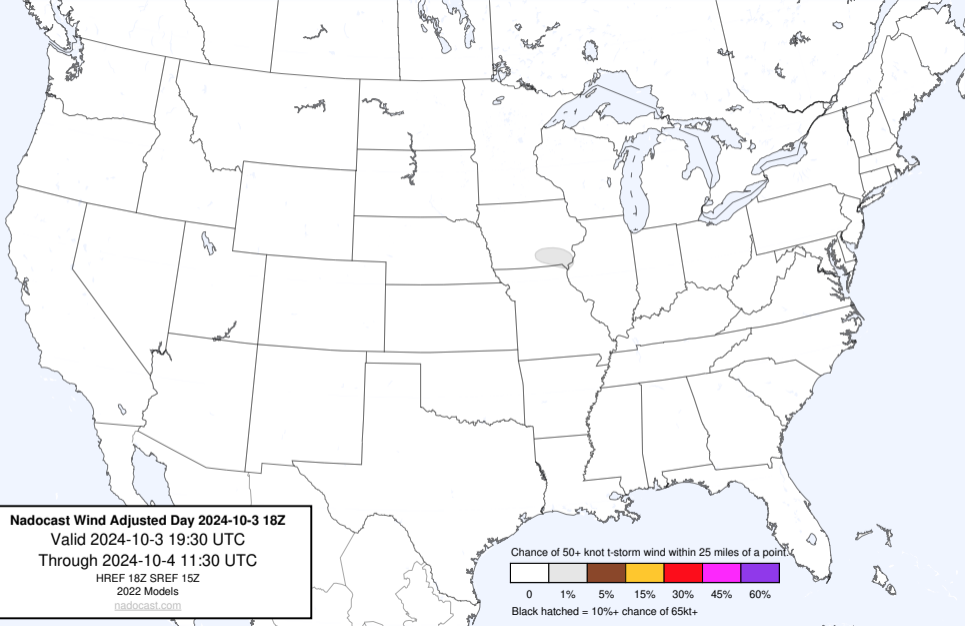 Nadocast Wind Adjusted Day 2024-10-3 18Z
Valid 2024-10-3 19:30 UTC
Through 2024-10-4 11:30 UTC
HREF 18Z SREF 15Z
2022 Models
nadocast.com
Chance of 50+ knot t-storm wind within 25 miles of a point.
0 1% 5% 15% 30% 45% 60%
Black hatched = 10%+ chance of 65kt+